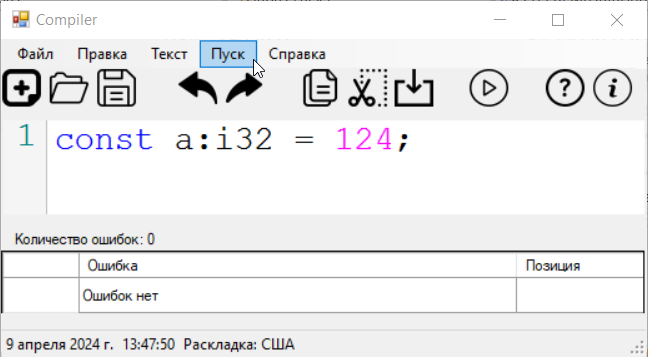 Compiler
Файл Правка Текст Пуск Справка
1 const a:i32 = 124;
Количество ошибок: 0
Ошибка Позиция
Ошибок нет
9 апреля 2024 г. 13:47:50 Раскладка: США